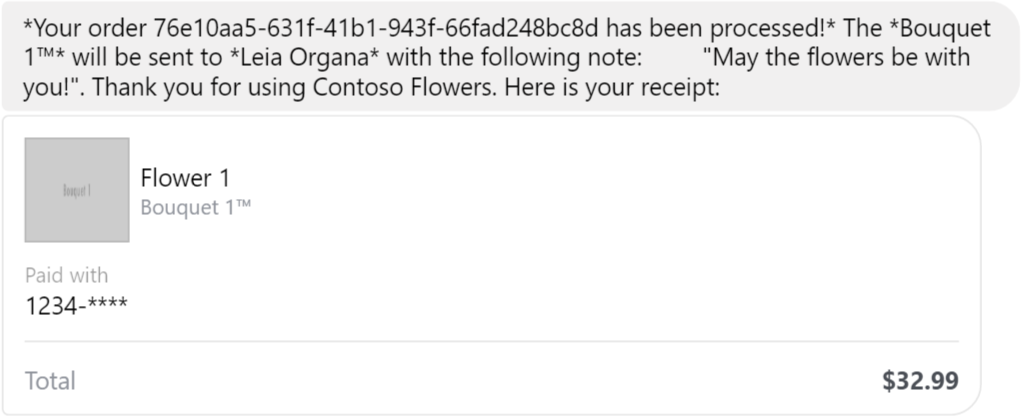 *Your order 76e10aa5-631f-41b1-943f-66fad248bc8d has been processed!* The *Bouquet
1™* will be sent to *Leia Organa* with the following note: "May the flowers be with
you!". Thank you for using Contoso Flowers. Here is your receipt:
Bouquet 1
Flower 1
Bouquet 1™
Paid with
1234-****
Total $32.99